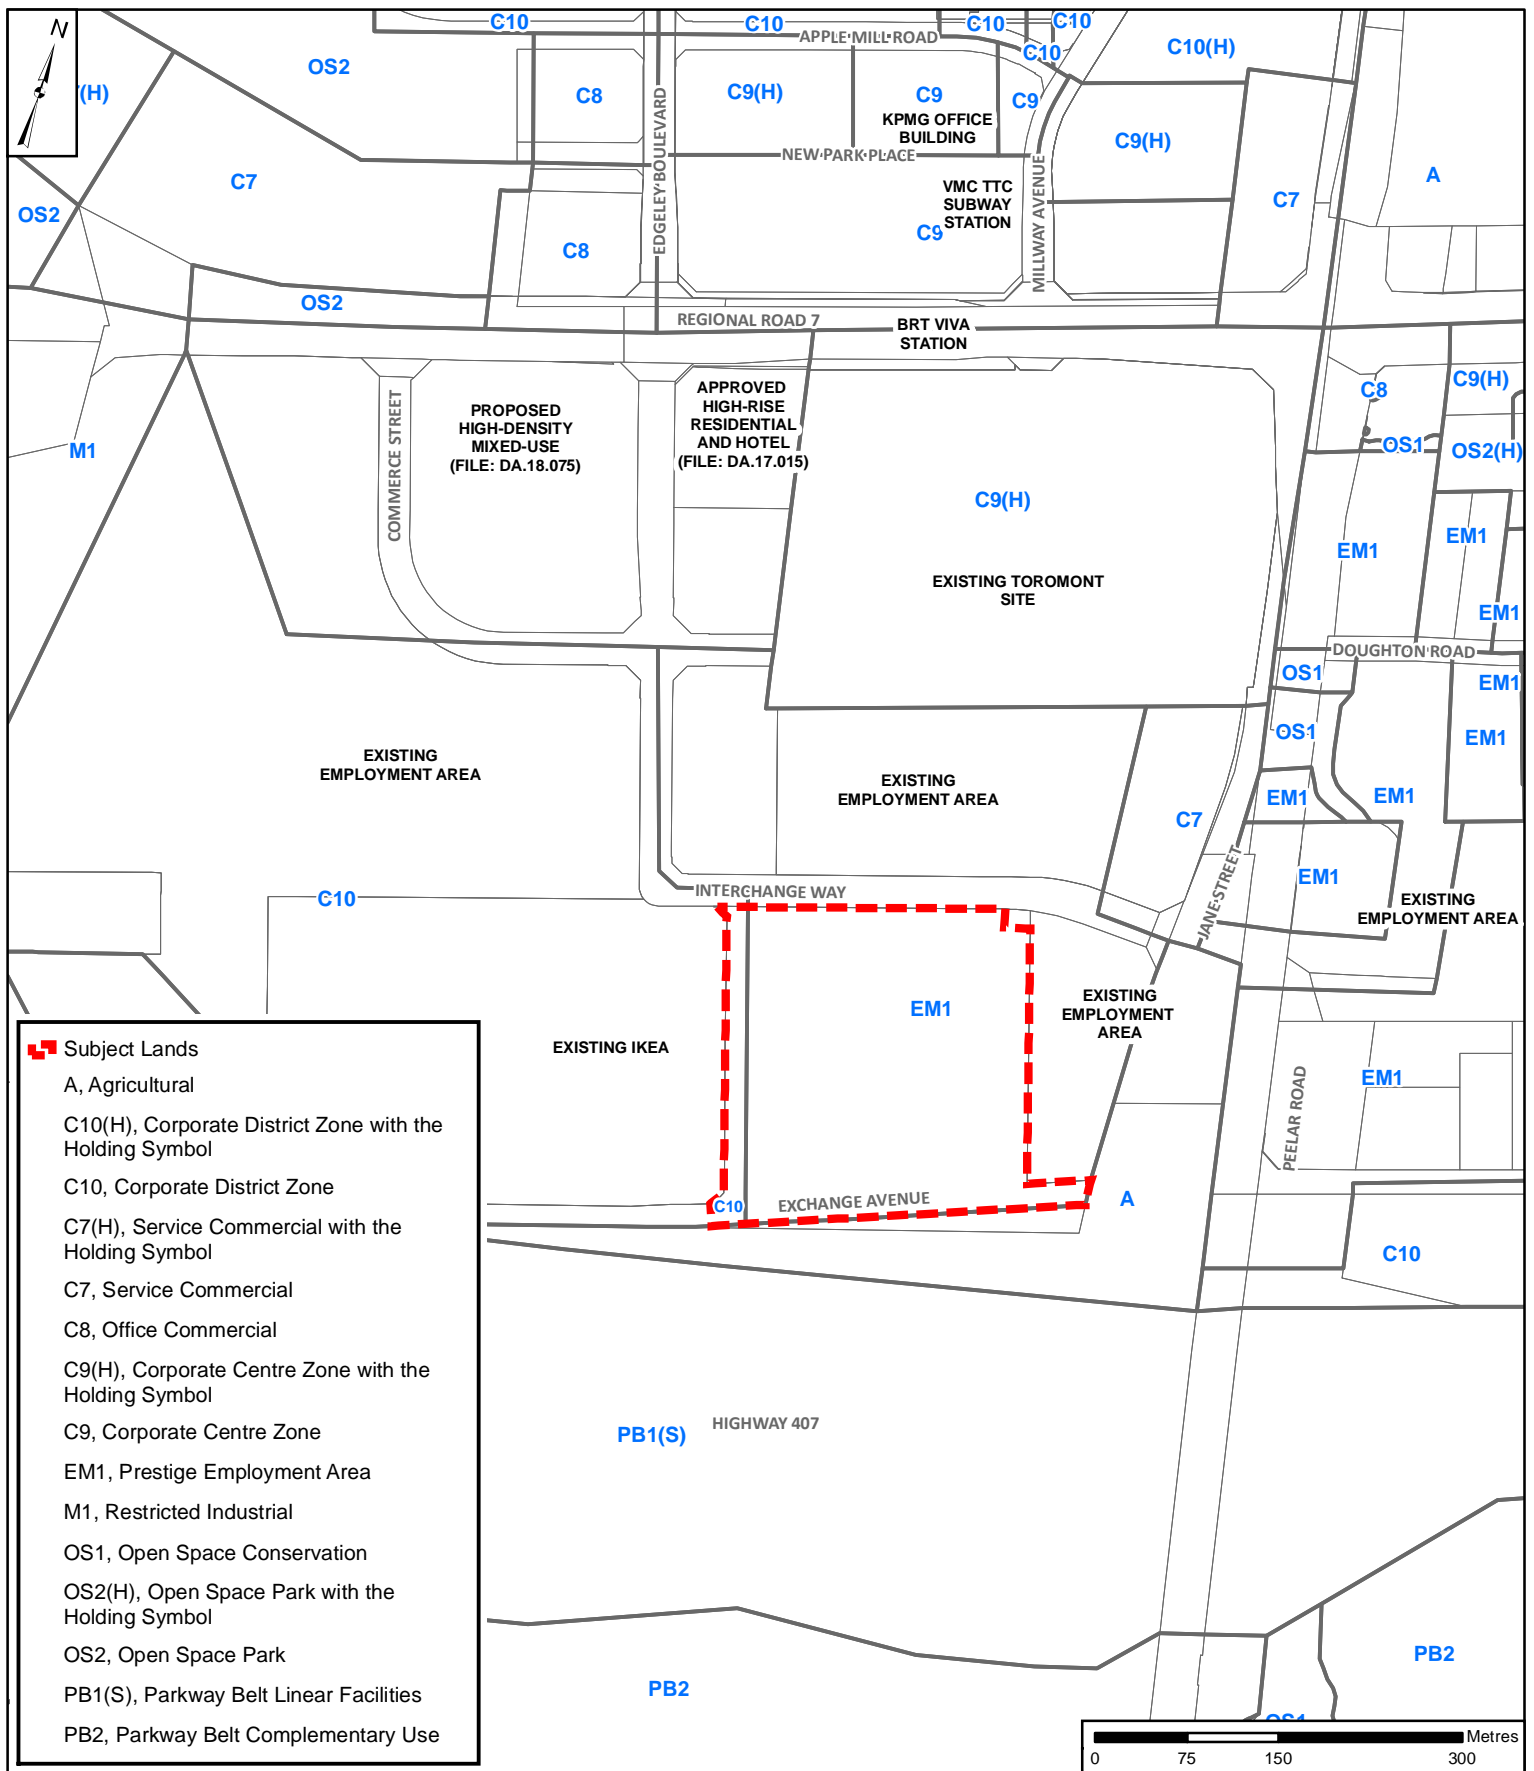 N
C10
C10
C10
C10
APPLE MILL ROAD
C10
C10(H)
OS2
(H)
C8
C9(H)
C9
C9
KPMG OFFICE
BUILDING
EDGELEY BOULEVARD
NEW PARK PLACE
C9(H)
MILLWAY AVENUE
A
C7
OS2
VMC TTC
SUBWAY
STATION
C7
C9
C8
OS2
REGIONAL ROAD 7
BRT VIVA
STATION
M1
COMMERCE STREET
PROPOSED
HIGH-DENSITY
MIXED-USE
(FILE: DA.18.075)
APPROVED
HIGH-RISE
RESIDENTIAL
AND HOTEL
(FILE: DA.17.015)
C9(H)
C8
C9(H)
OS1
OS2(H)
EM1
EM1
EXISTING TOROMONT
SITE
EM1
DOUGHTON ROAD
OS1
EM1
OS1
EM1
EXISTING
EMPLOYMENT AREA
EXISTING
EMPLOYMENT AREA
C7
EM1
EM1
JANE STREET
EM1
INTERCHANGE WAY
C10
EXISTING
EMPLOYMENT AREA
EM1
EXISTING
EMPLOYMENT
AREA
EXISTING IKEA
EM1
PEELAR ROAD
C10
EXCHANGE AVENUE
A
C10
PB1(S)
HIGHWAY 407
PB2
PB2
OS1
Subject Lands
A, Agricultural
C10(H), Corporate District Zone with the
Holding Symbol
C10, Corporate District Zone
C7(H), Service Commercial with the
Holding Symbol
C7, Service Commercial
C8, Office Commercial
C9(H), Corporate Centre Zone with the
Holding Symbol
C9, Corporate Centre Zone
EM1, Prestige Employment Area
M1, Restricted Industrial
OS1, Open Space Conservation
OS2(H), Open Space Park with the
Holding Symbol
OS2, Open Space Park
PB1(S), Parkway Belt Linear Facilities
PB2, Parkway Belt Complementary Use
Metres
0 75 150 300